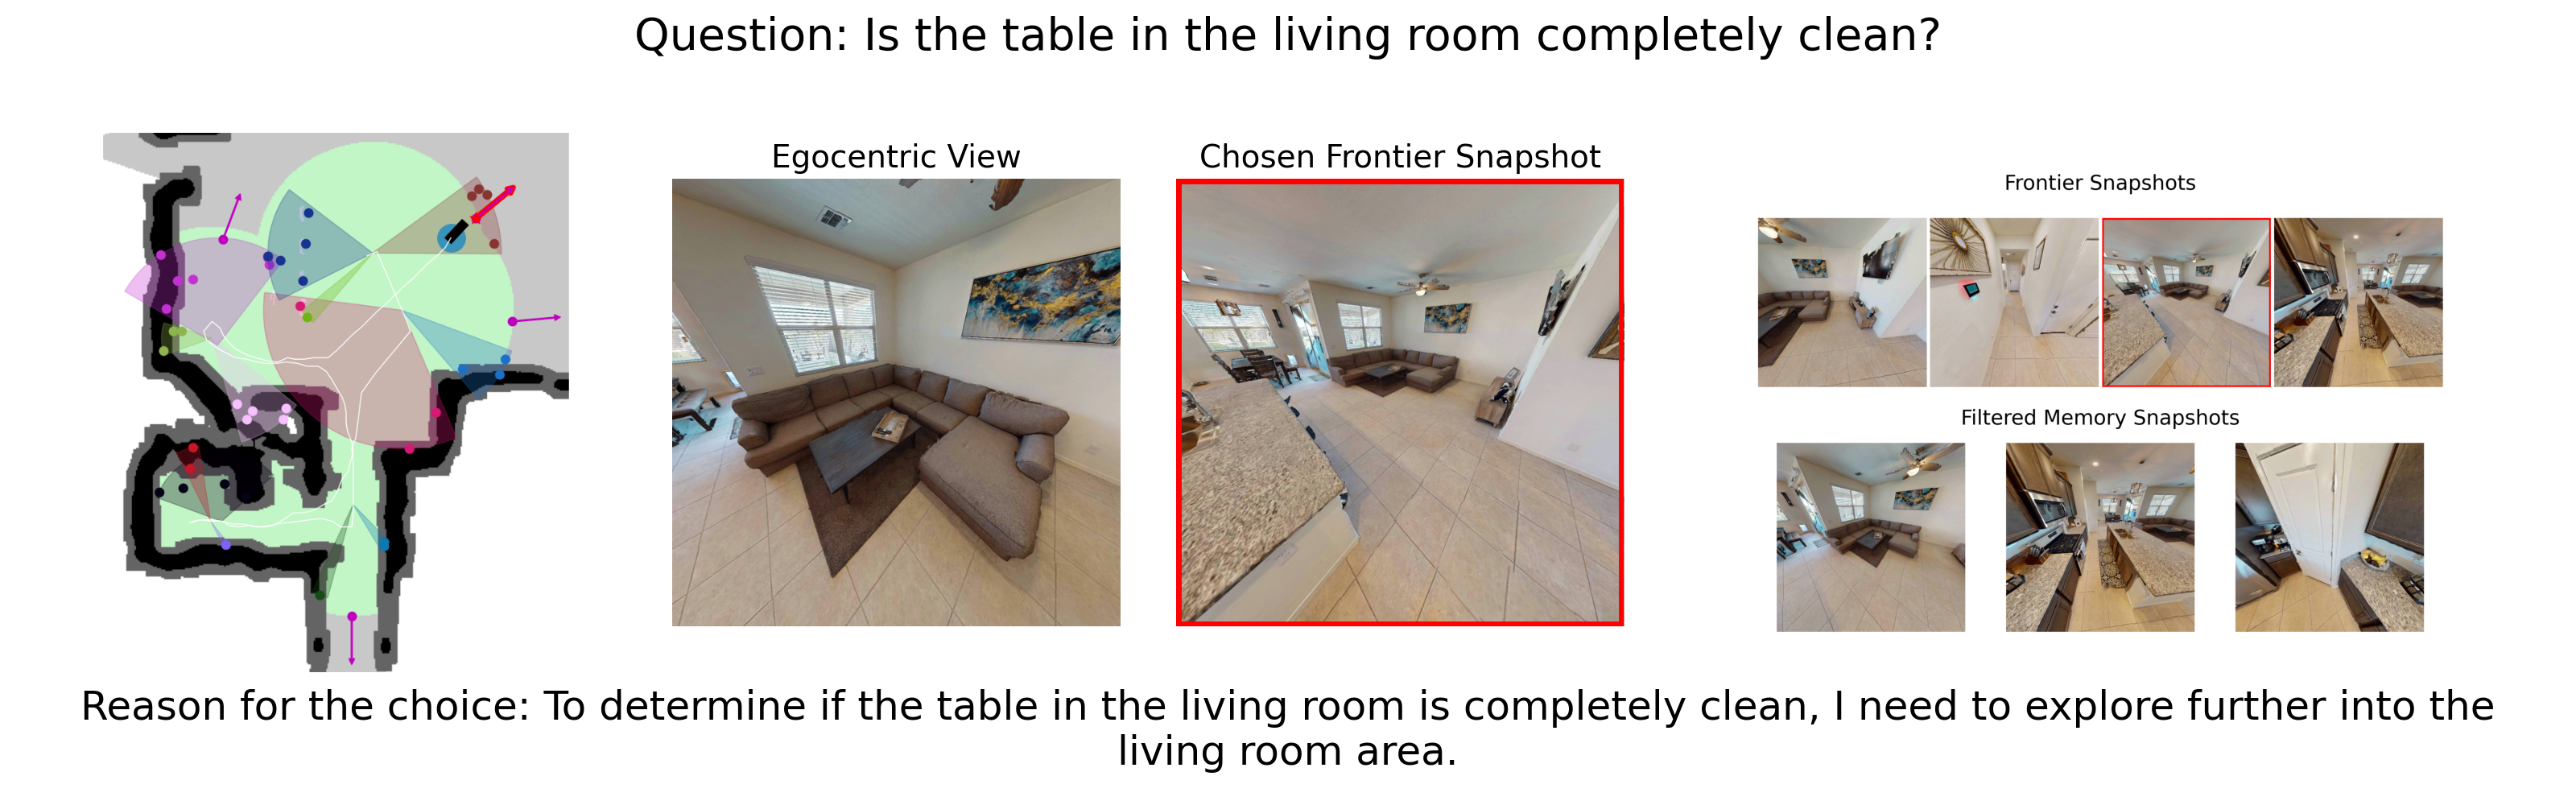 Question: Is the table in the living room completely clean?
Egocentric View
Chosen Frontier Snapshot
Frontier Snapshots
Filtered Memory Snapshots
Reason for the choice: To determine if the table in the living room is completely clean, I need to explore further into the
living room area.